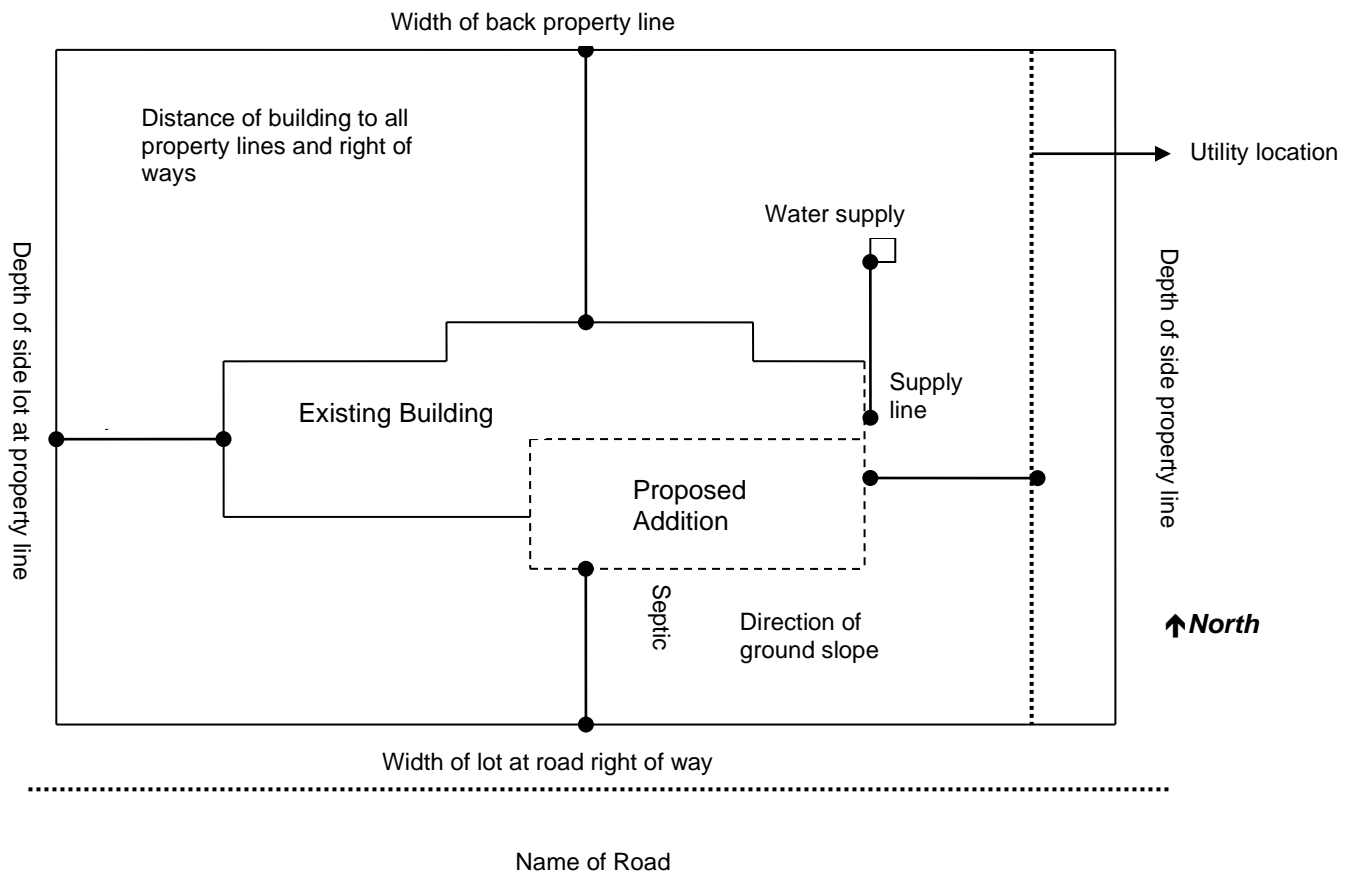 Width of back property line
Distance of building to all
property lines and right of
ways
Utility location
Water supply
Depth of side lot at property line
Depth of side property line
Supply
line
Existing Building
Proposed
Addition
Septic
Direction of
ground slope
North
Width of lot at road right of way
Name of Road